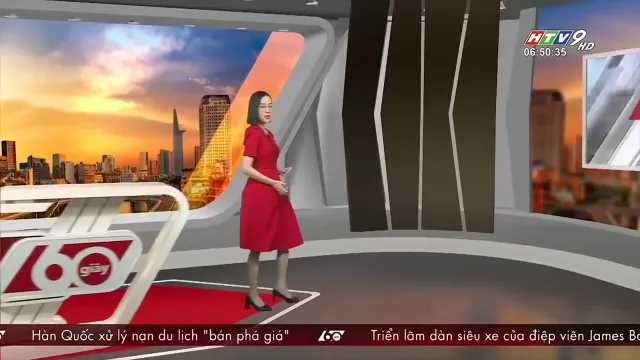 HTV9 HD
06:50:35
60 giây
Hàn Quốc xử lý nạn du lịch "bán phá giá" 60 Triển lãm dàn siêu xe của điệp viên James Bo